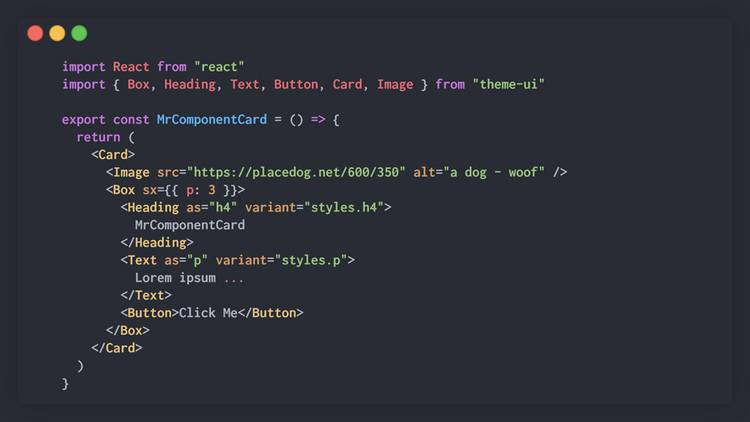 import React from "react"
import { Box, Heading, Text, Button, Card, Image } from "theme-ui"
export const MrComponentCard = () => {
return (
<Card>
<Image src="https://placedog.net/600/350" alt="a dog - woof" />
<Box sx={{ p: 3 }}>
<Heading as="h4" variant="styles.h4">
MrComponentCard
</Heading>
<Text as="p" variant="styles.p">
Lorem ipsum ...
</Text>
<Button>Click Me</Button>
</Box>
</Card>
)
}